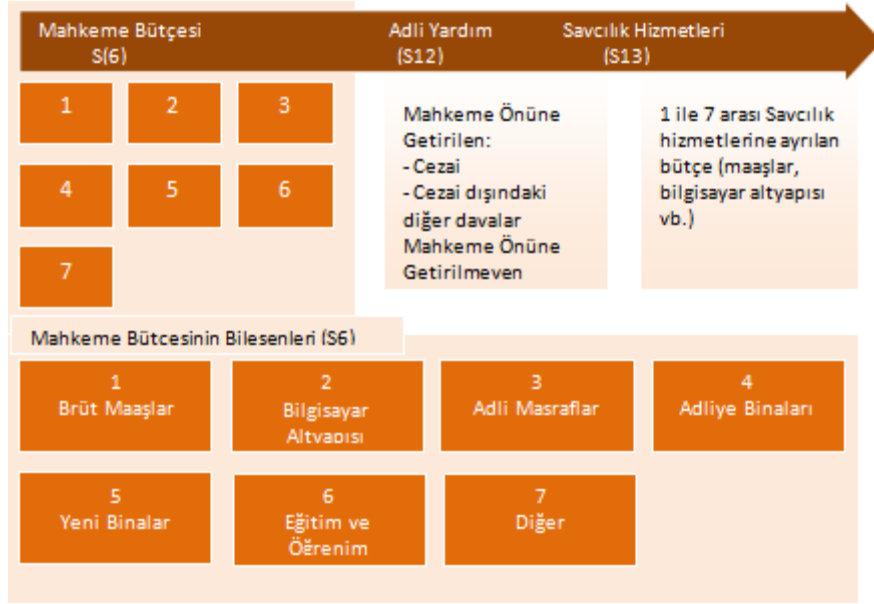 Mahkeme Bütçesi
S(6)
Adli Yardım
(S12)
Savcılık Hizmetleri
(S13)
1
2
3
4
5
6
7
Mahkeme Önüne
Getirilen:
- Cezai
- Cezai dışındaki
diğer davalar
Mahkeme Önüne
Getirilmeyen
1 ile 7 arası Savcılık
hizmetlerine ayrılan
bütçe (maaşlar,
bilgisayar altyapısı
vb.)
Mahkeme Bütçesinin Bileşenleri (S6)
1
Brüt Maaşlar
2
Bilgisayar
Altyapısı
3
Adli Masraflar
4
Adliye Binaları
5
Yeni Binalar
6
Eğitim ve
Öğrenim
7
Diğer